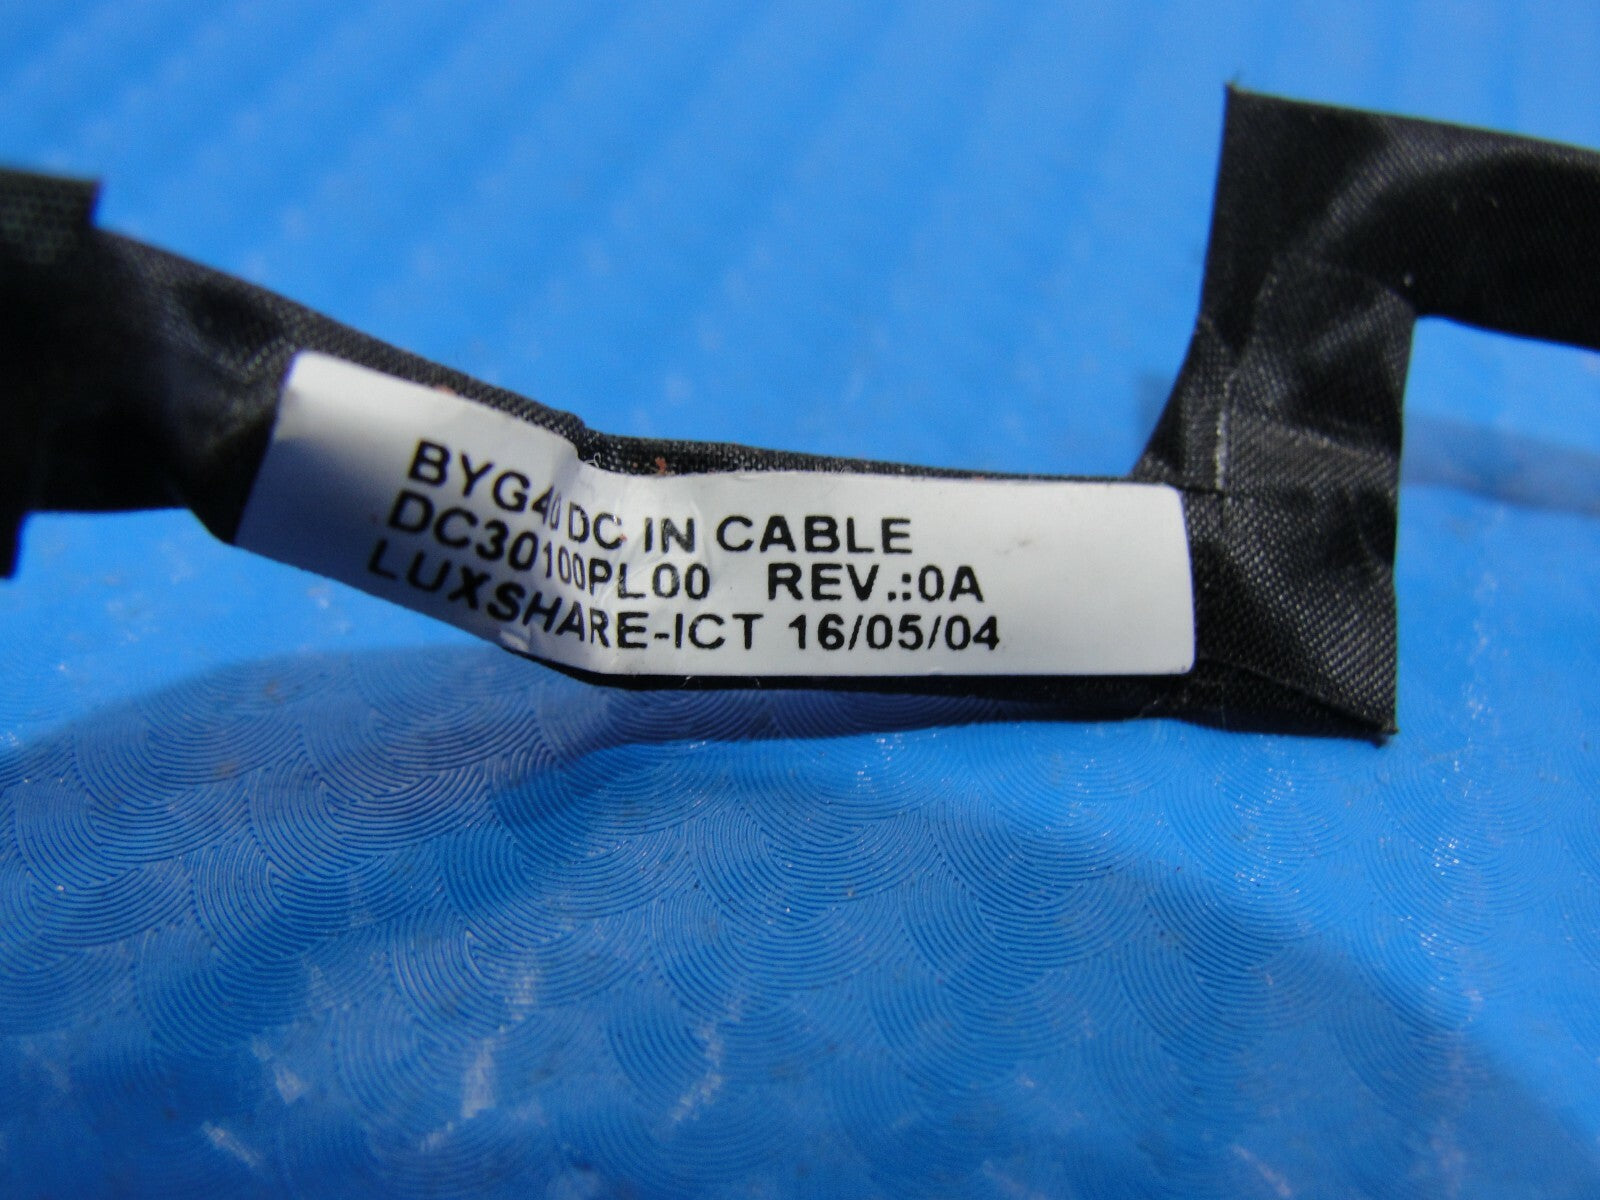 BYG40 DC IN CABLE
DC30100PL00 REV.:0A
LUXSHARE-ICT 16/05/04